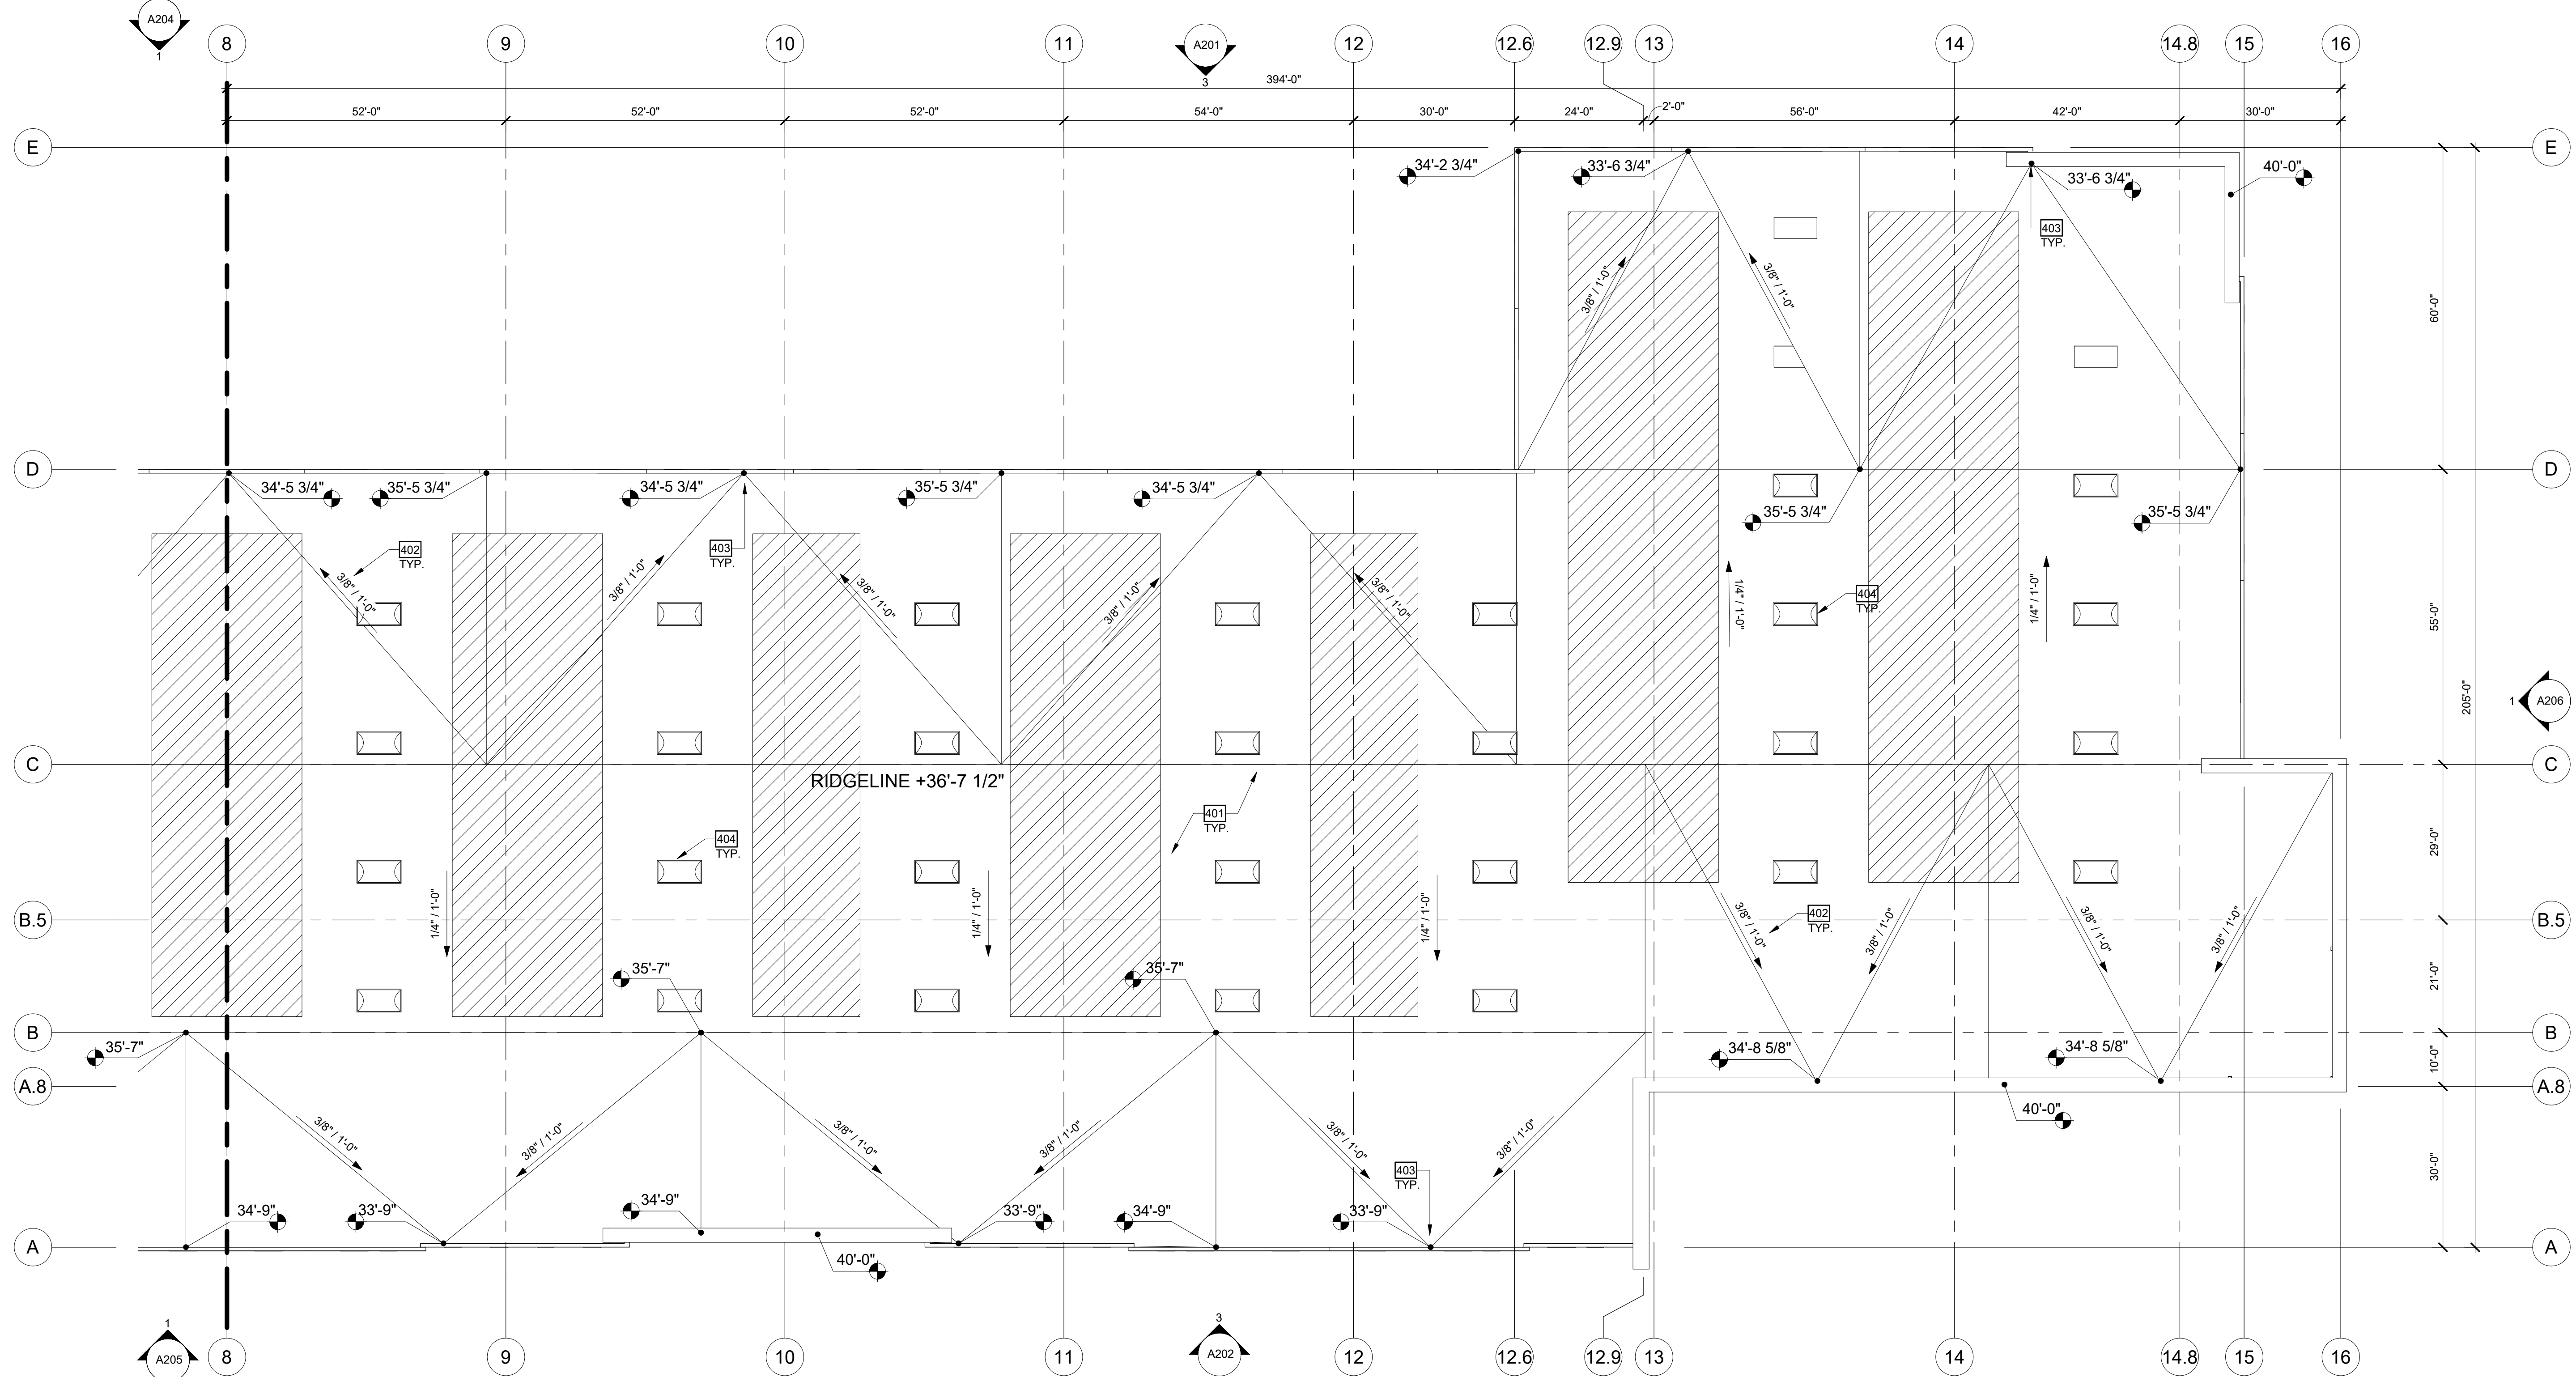 A204
1
8
9
10
11
A201
3
12
12.6
12.9
13
14
14.8
15
16
394'-0"
52'-0"
52'-0"
52'-0"
54'-0"
30'-0"
24'-0"
2'-0"
56'-0"
42'-0"
30'-0"
E
E
34'-2 3/4"
33'-6 3/4"
33'-6 3/4"
40'-0"
403
TYP.
3/8" / 1'-0"
3/8" / 1'-0"
60'-0"
D
D
34'-5 3/4"
35'-5 3/4"
34'-5 3/4"
35'-5 3/4"
34'-5 3/4"
35'-5 3/4"
35'-5 3/4"
402
TYP.
403
TYP.
3/8" / 1'-0"
3/8" / 1'-0"
3/8" / 1'-0"
3/8" / 1'-0"
3/8" / 1'-0"
1/4" / 1'-0"
404
TYP.
1/4" / 1'-0"
55'-0"
205'-0"
1
A206
C
C
RIDGELINE +36'-7 1/2"
401
TYP.
404
TYP.
29'-0"
1/4" / 1'-0"
1/4" / 1'-0"
1/4" / 1'-0"
3/8" / 1'-0"
402
TYP.
3/8" / 1'-0"
3/8" / 1'-0"
3/8" / 1'-0"
B.5
B.5
35'-7"
35'-7"
21'-0"
B
B
35'-7"
34'-8 5/8"
34'-8 5/8"
10'-0"
A.8
A.8
40'-0"
3/8" / 1'-0"
3/8" / 1'-0"
3/8" / 1'-0"
3/8" / 1'-0"
3/8" / 1'-0"
3/8" / 1'-0"
403
TYP.
30'-0"
34'-9"
33'-9"
34'-9"
33'-9"
34'-9"
33'-9"
A
A
40'-0"
1
A205
8
9
10
11
3
A202
12
12.6
12.9
13
14
14.8
15
16